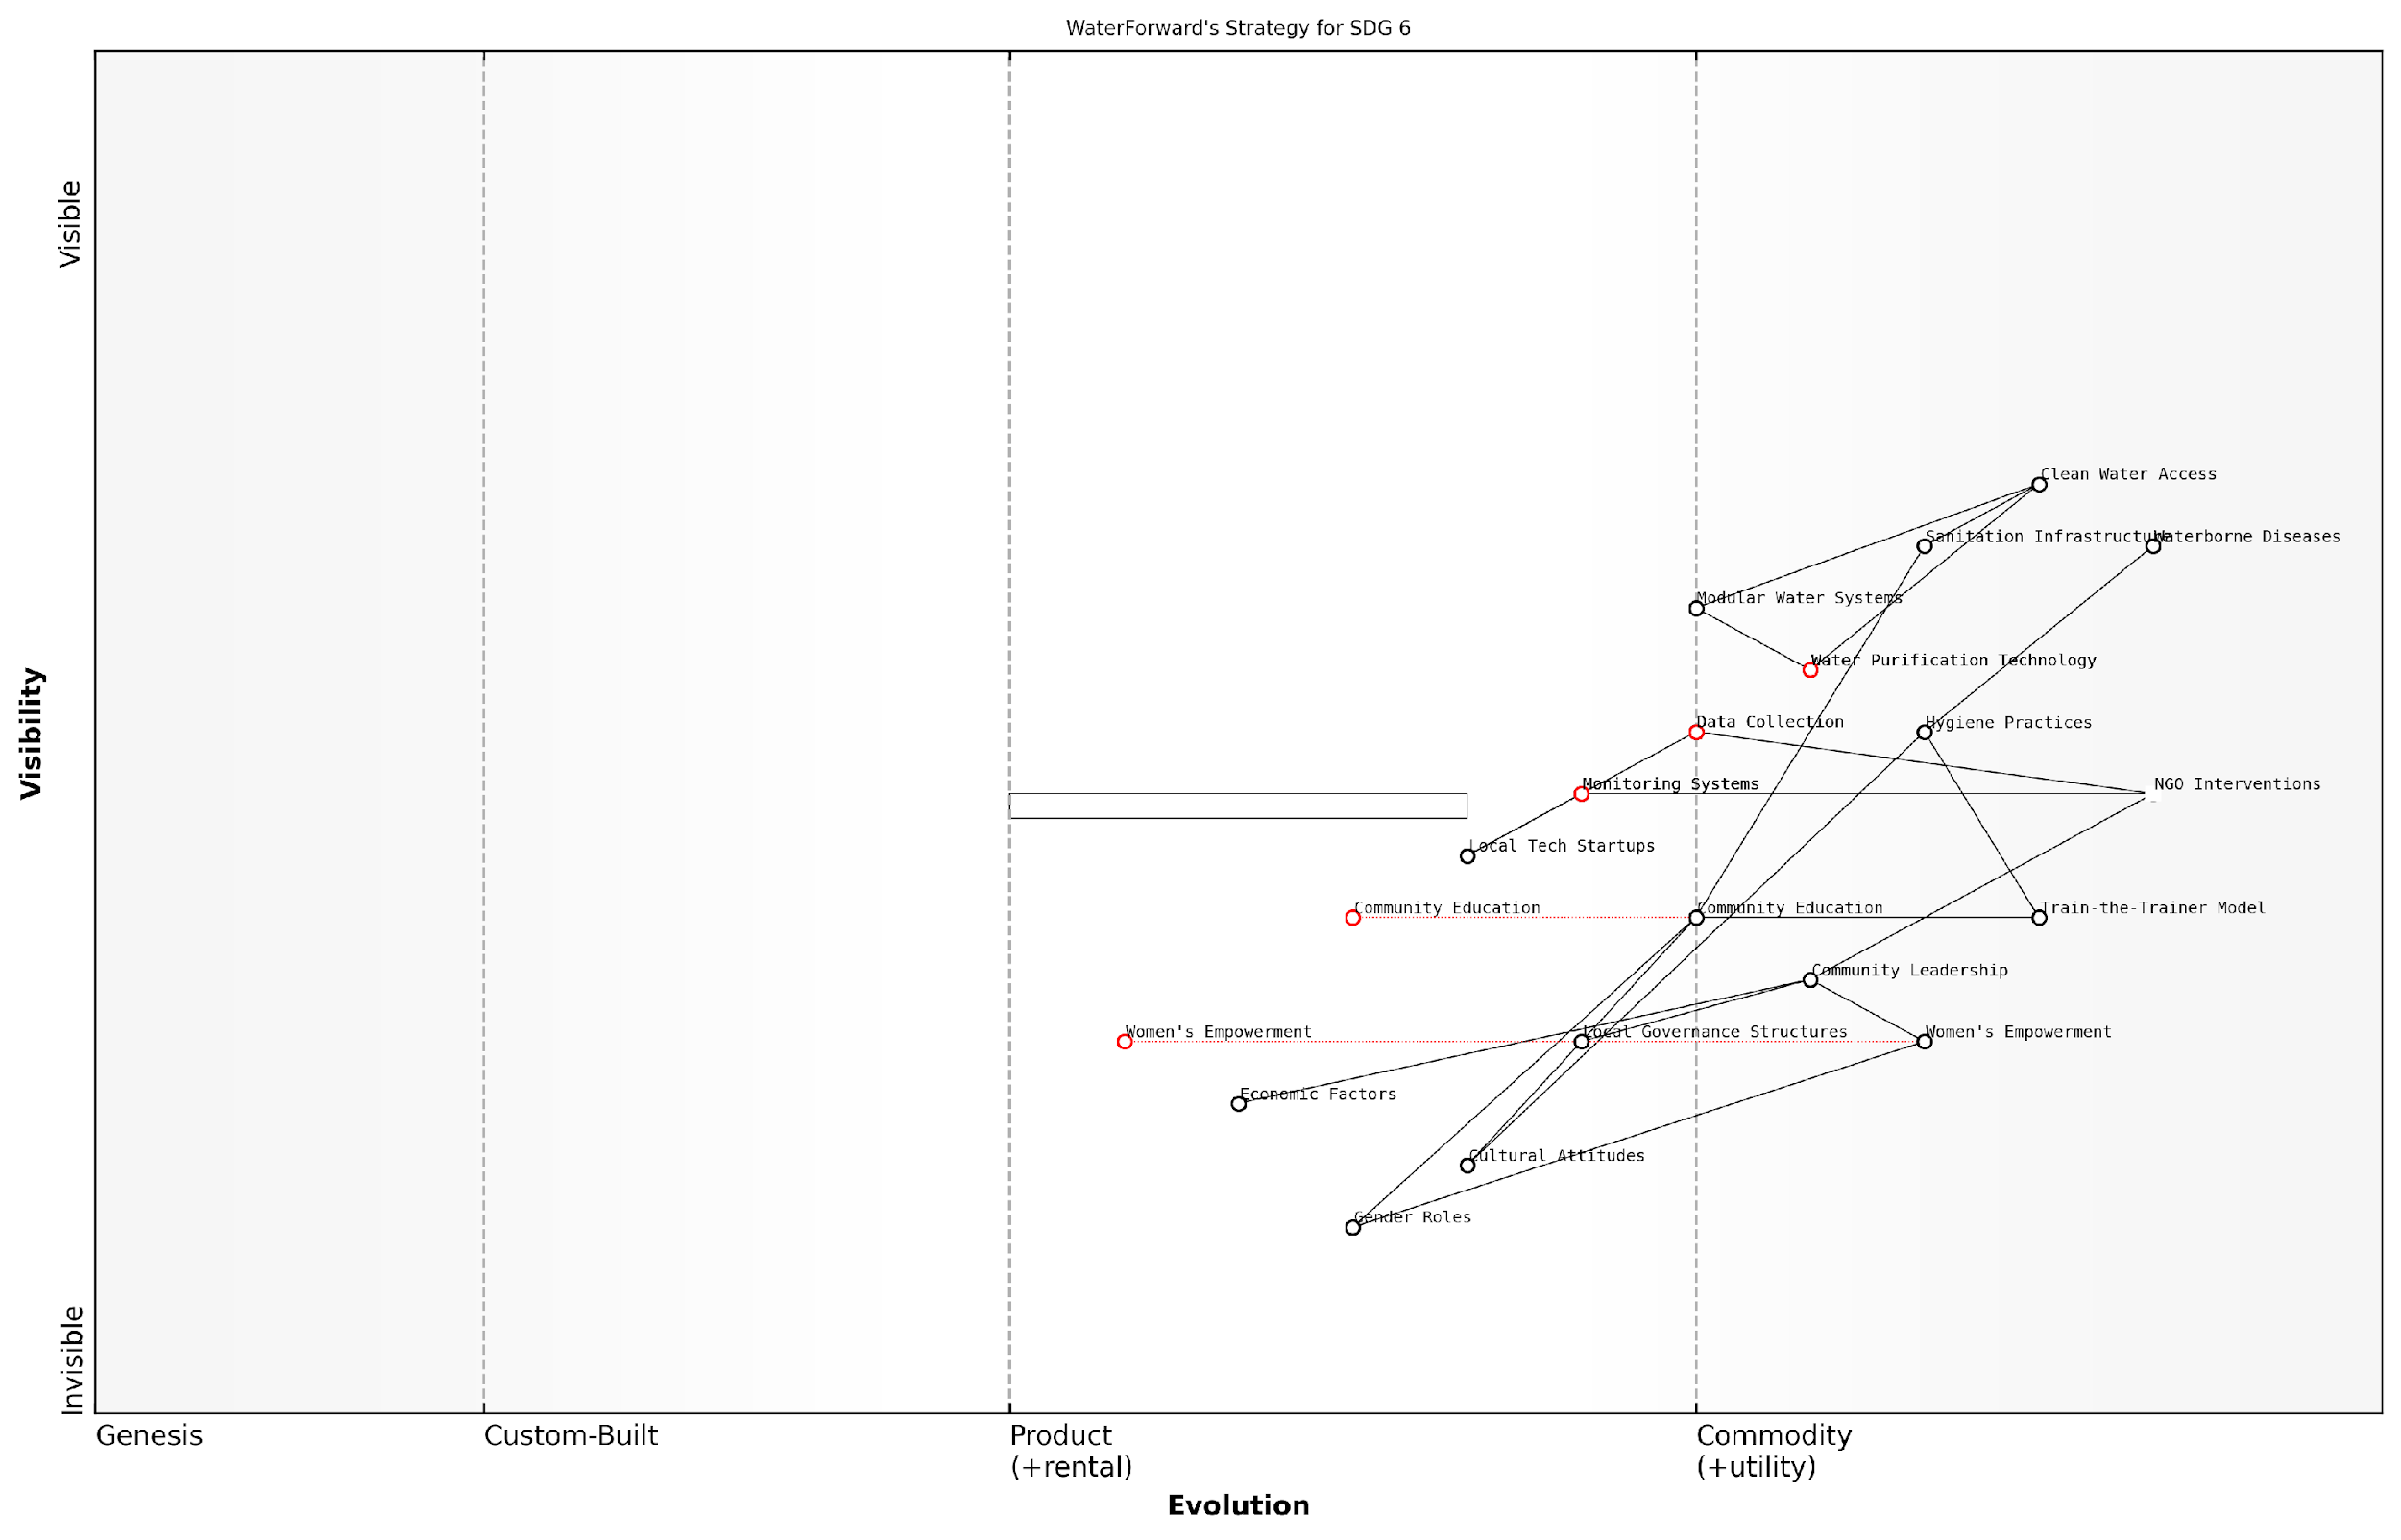 WaterForward's Strategy for SDG 6
Visible
Clean Water Access
Sanitation Infrastructure
Waterborne Diseases
Modular Water Systems
Water Purification Technology
Data Collection
Hygiene Practices
Monitoring Systems
NGO Interventions
Local Tech Startups
Community Education
Community Education
Train-the-Trainer Model
Community Leadership
Women's Empowerment
Local Governance Structures
Women's Empowerment
Economic Factors
Cultural Attitudes
Gender Roles
Visibility
Invisible
Genesis
Custom-Built
Product
(+rental)
Commodity
(+utility)
Evolution